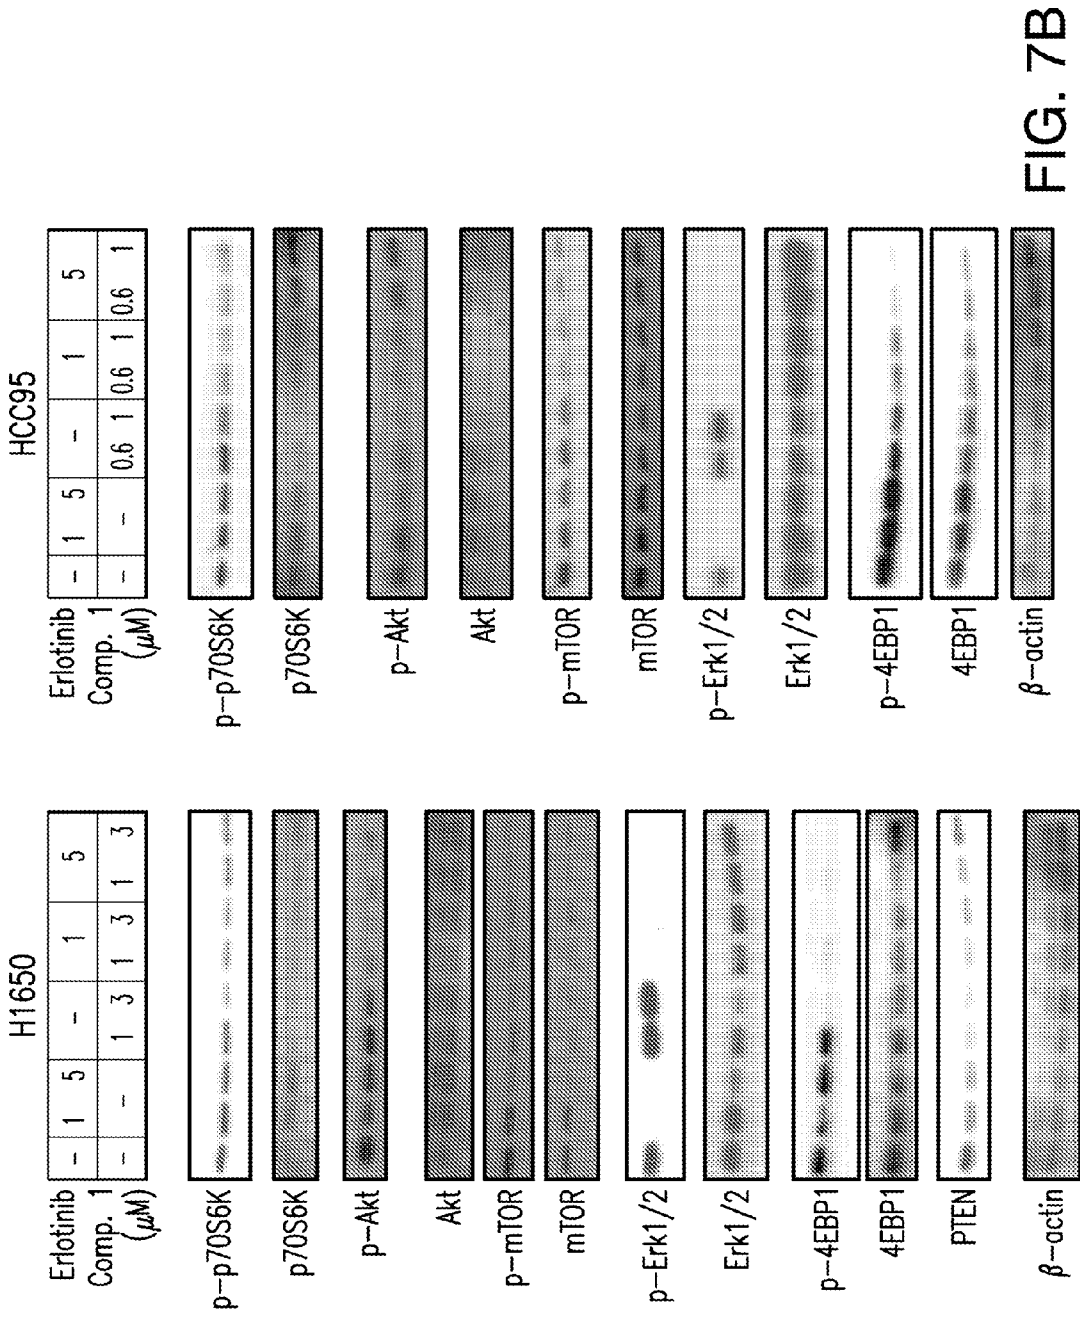 H1650
Erlotinib – 1 5 – 1 5
Comp. 1 – – 1 3 1 3 1 3
(μM)
p–p70S6K
p70S6K
p–Akt
Akt
p–mTOR
mTOR
p–Erk1/2
Erk1/2
p–4EBP1
4EBP1
PTEN
β–actin
HCC95
Erlotinib – 1 5 – 1 5
Comp. 1 – – 0.6 1 0.6 1 0.6 1
(μM)
p–p70S6K
p70S6K
p–Akt
Akt
p–mTOR
mTOR
p–Erk1/2
Erk1/2
p–4EBP1
4EBP1
β–actin
FIG. 7B